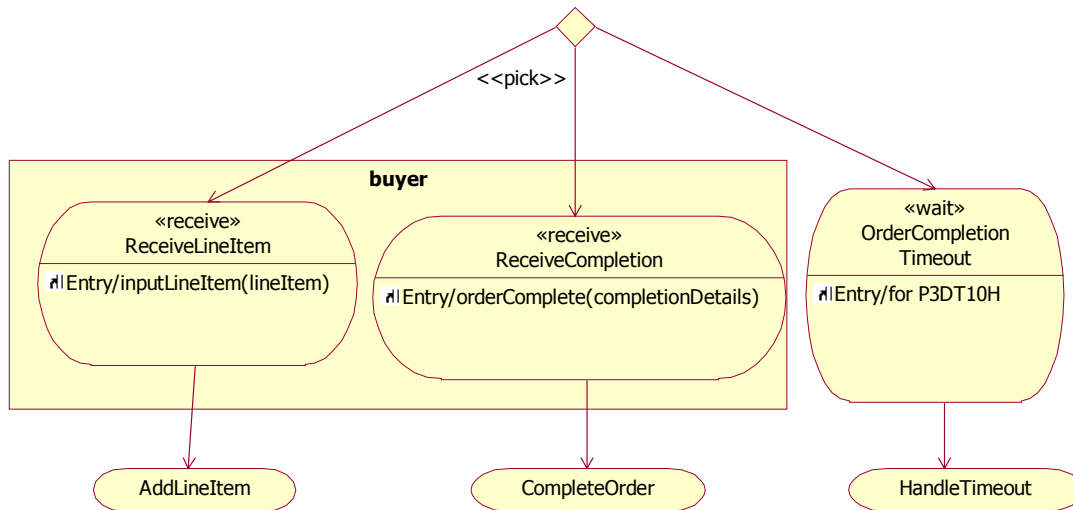 <<pick>>
buyer
«receive»
ReceiveLineItem
Entry/inputLineItem(lineItem)
«receive»
ReceiveCompletion
Entry/orderComplete(completionDetails)
«wait»
OrderCompletion
Timeout
Entry/for P3DT10H
AddLineItem
CompleteOrder
HandleTimeout